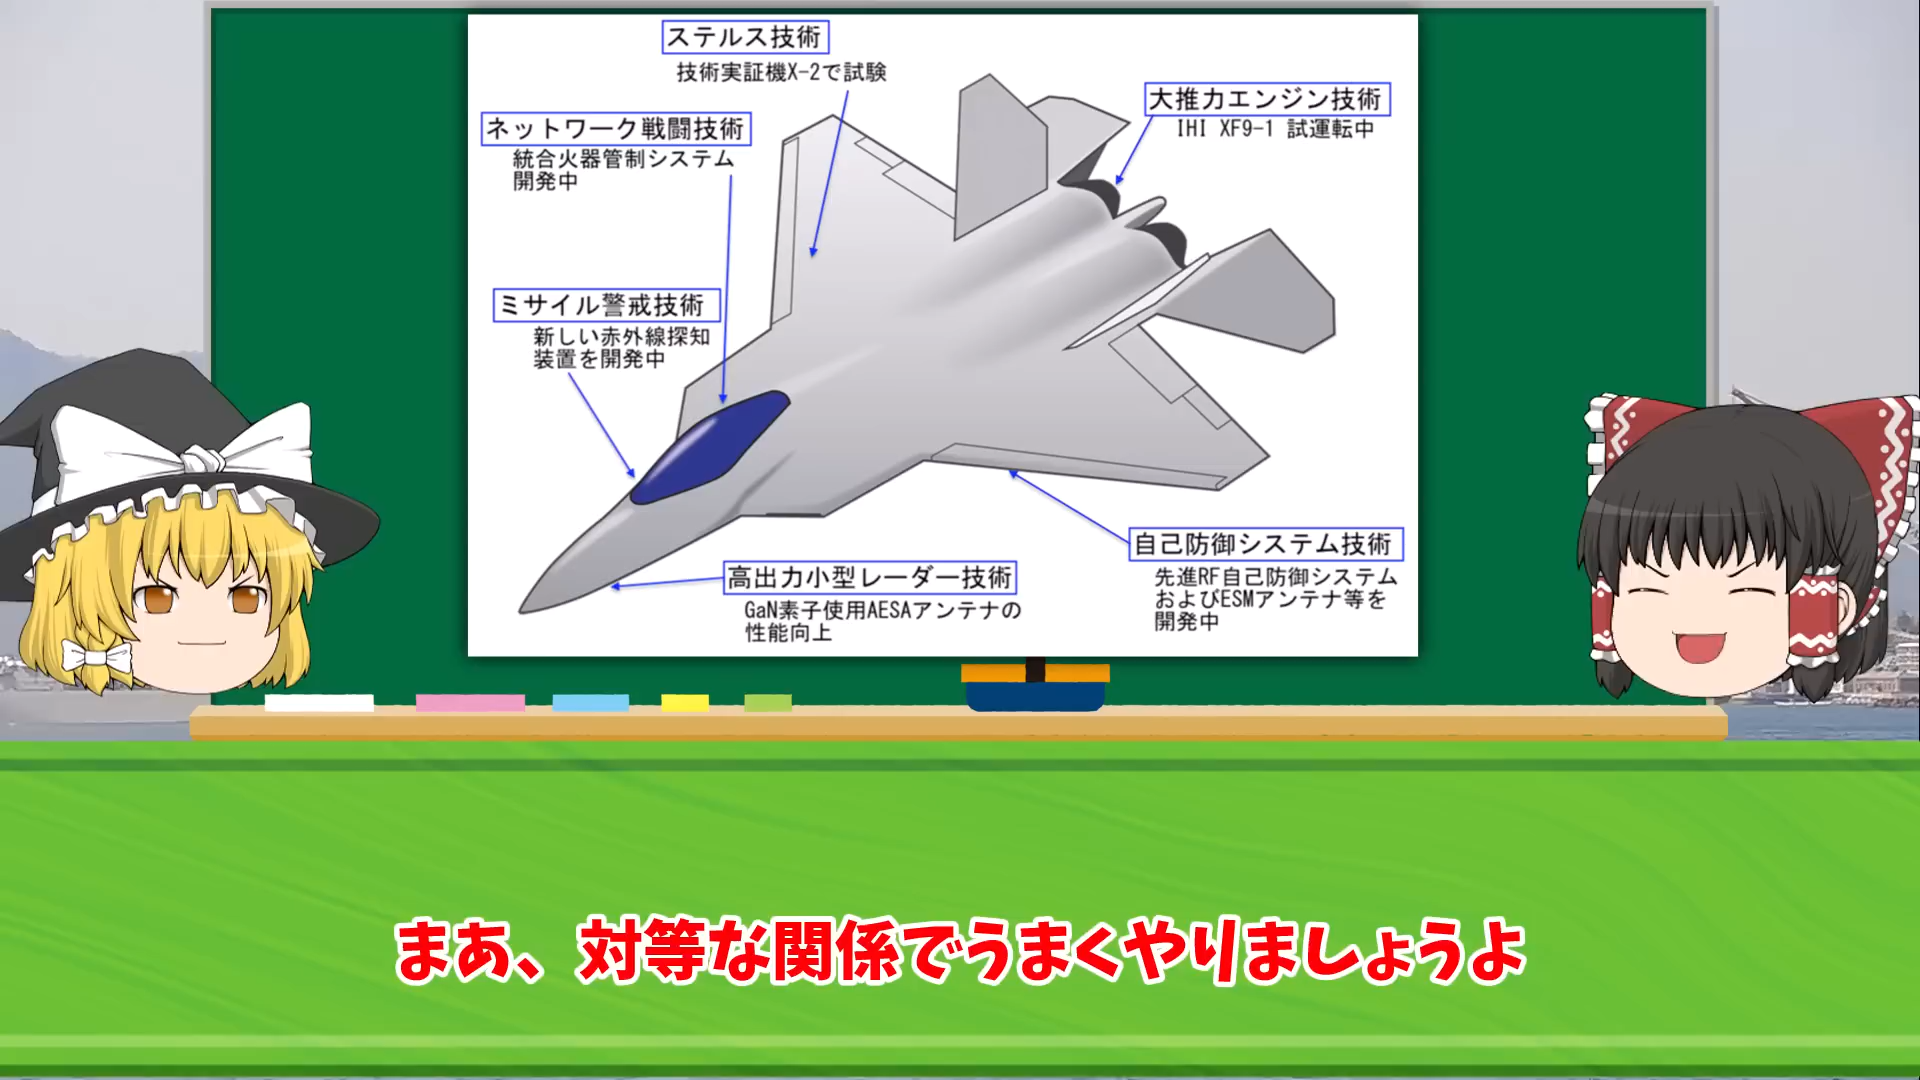 ステルス技術
技術実証機X-2で試験
大推力エンジン技術
IHI XF9-1 試運転中
ネットワーク戦闘技術
統合火器管制システム
開発中
ミサイル警戒技術
新しい赤外線探知
装置を開発中
自己防御システム技術
先進RF自己防御システム
およびESMアンテナ等を
開発中
高出力小型レーダー技術
GaN素子使用AESAアンテナの
性能向上
まあ、対等な関係でうまくやりましょうよ